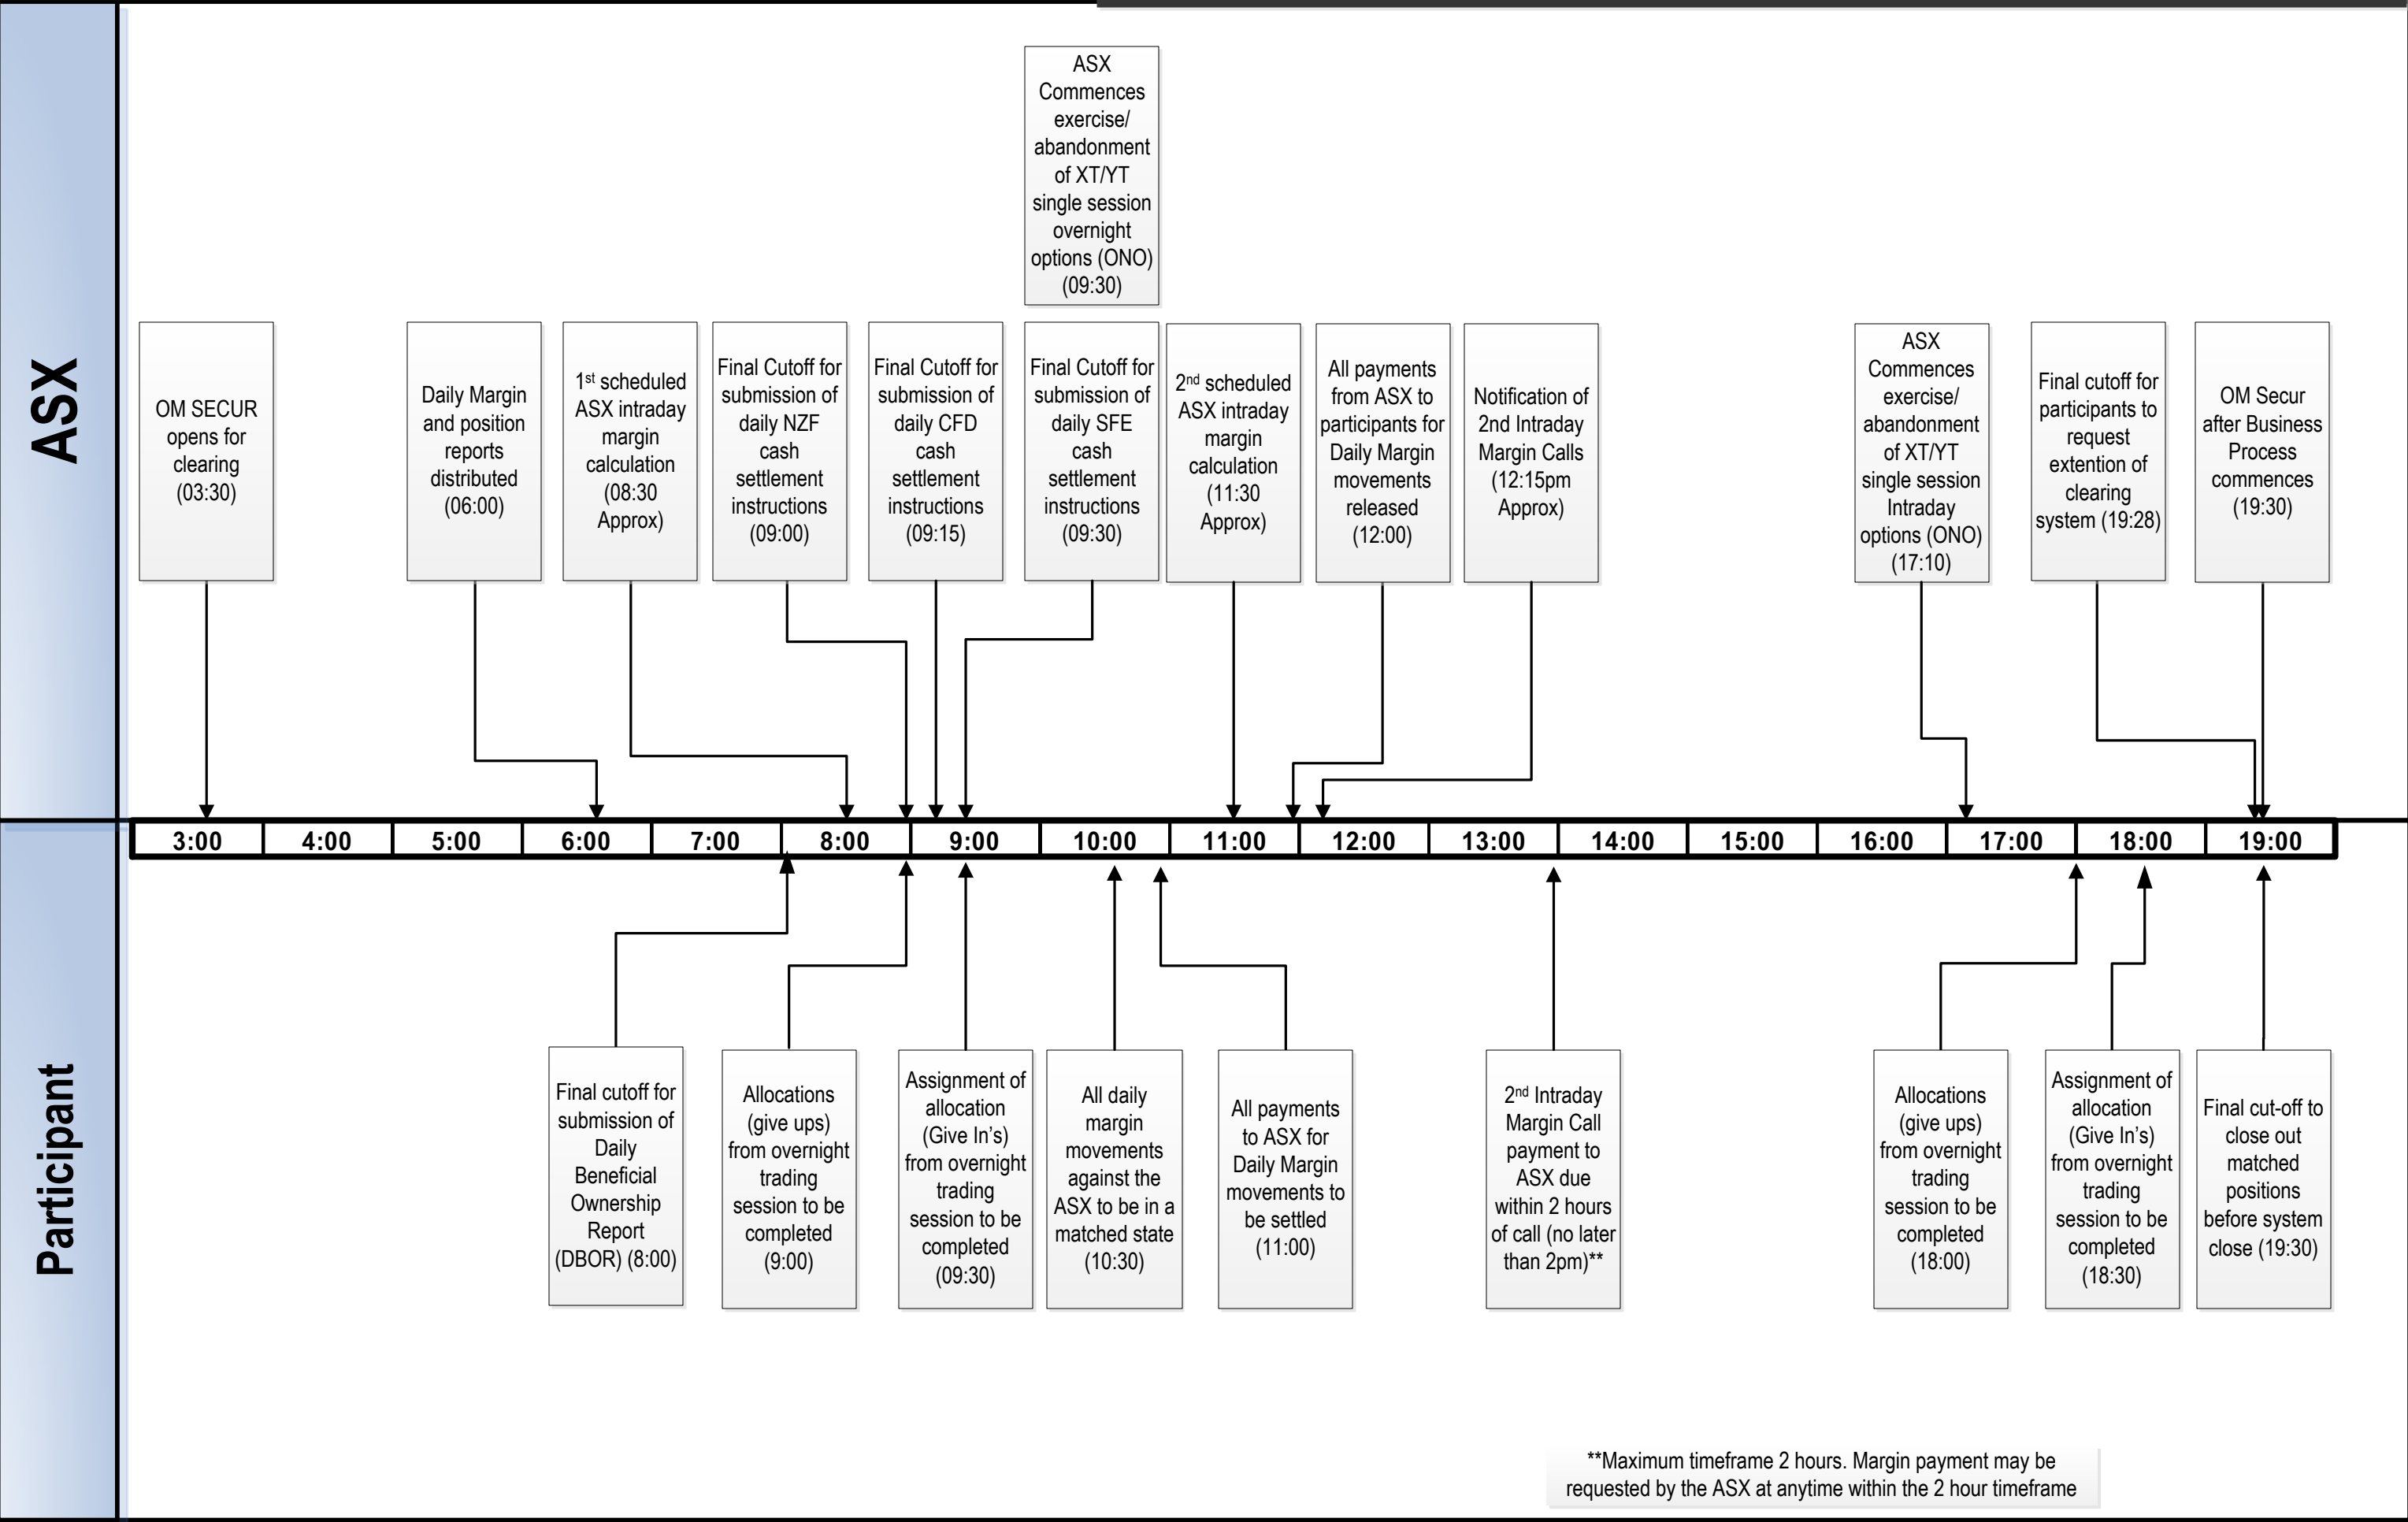 ASX
ASX
Commences
exercise/
abandonment
of XT/YT
single session
overnight
options (ONO)
(09:30)
OM SECUR
opens for
clearing
(03:30)
Daily Margin
and position
reports
distributed
(06:00)
1st scheduled
ASX intraday
margin
calculation
(08:30
Approx)
Final Cutoff for
submission of
daily NZF
cash
settlement
instructions
(09:00)
Final Cutoff for
submission of
daily CFD
cash
settlement
instructions
(09:15)
Final Cutoff for
submission of
daily SFE
cash
settlement
instructions
(09:30)
2nd scheduled
ASX intraday
margin
calculation
(11:30
Approx)
All payments
from ASX to
participants for
Daily Margin
movements
released
(12:00)
Notification of
2nd Intraday
Margin Calls
(12:15pm
Approx)
ASX
Commences
exercise/
abandonment
of XT/YT
single session
Intraday
options (ONO)
(17:10)
Final cutoff for
participants to
request
extention of
clearing
system (19:28)
OM Secur
after Business
Process
commences
(19:30)
3:00 4:00 5:00 6:00 7:00 8:00 9:00 10:00 11:00 12:00 13:00 14:00 15:00 16:00 17:00 18:00 19:00
Participant
Final cutoff for
submission of
Daily
Beneficial
Ownership
Report
(DBOR) (8:00)
Allocations
(give ups)
from overnight
trading
session to be
completed
(9:00)
Assignment of
allocation
(Give In's)
from overnight
trading
session to be
completed
(09:30)
All daily
margin
movements
against the
ASX to be in a
matched state
(10:30)
All payments
to ASX for
Daily Margin
movements to
be settled
(11:00)
2nd Intraday
Margin Call
payment to
ASX due
within 2 hours
of call (no later
than 2pm)**
Allocations
(give ups)
from overnight
trading
session to be
completed
(18:00)
Assignment of
allocation
(Give In's)
from overnight
trading
session to be
completed
(18:30)
Final cut-off to
close out
matched
positions
before system
close (19:30)
**Maximum timeframe 2 hours. Margin payment may be
requested by the ASX at anytime within the 2 hour timeframe